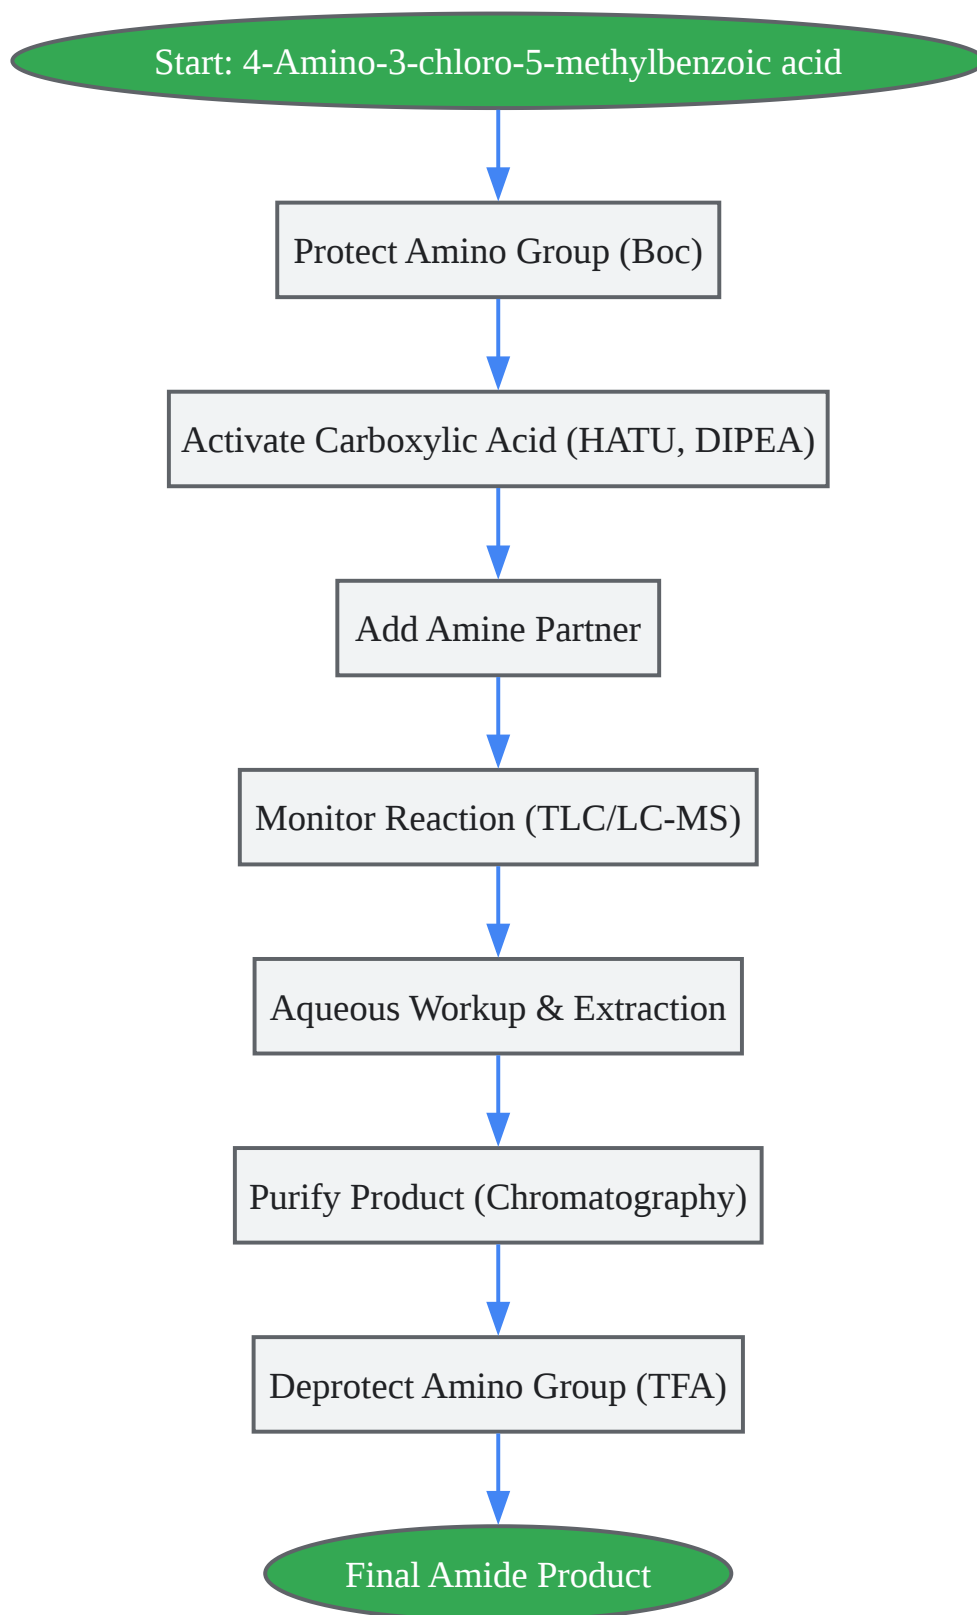 Start: 4-Amino-3-chloro-5-methylbenzoic acid
Protect Amino Group (Boc)
Activate Carboxylic Acid (HATU, DIPEA)
Add Amine Partner
Monitor Reaction (TLC/LC-MS)
Aqueous Workup & Extraction
Purify Product (Chromatography)
Deprotect Amino Group (TFA)
Final Amide Product